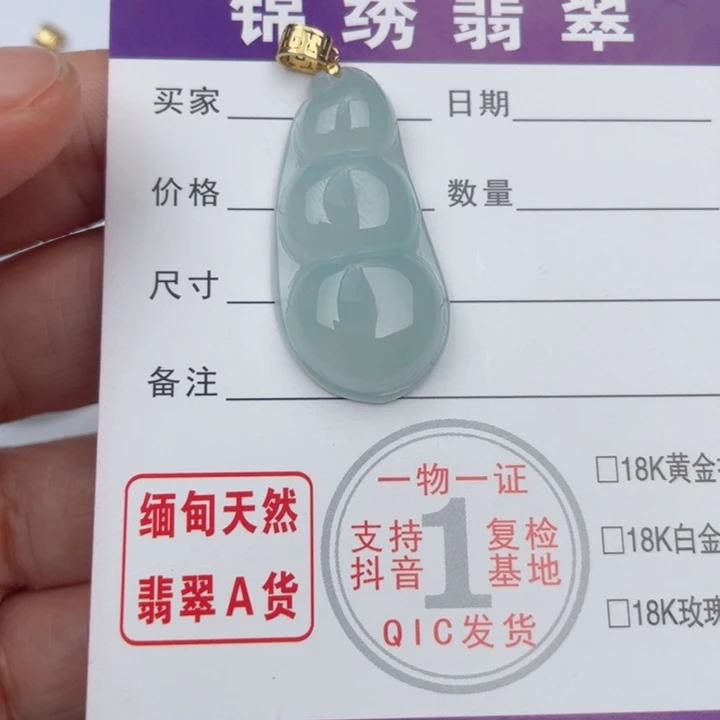 锦绣翡翠
买家 日期
价格 数量
尺寸
备注
缅甸天然
翡翠A货
一物一证
支持 复检
抖音 基地
1
QIC发货
□18K黄金
□18K白金
□18K玫瑰